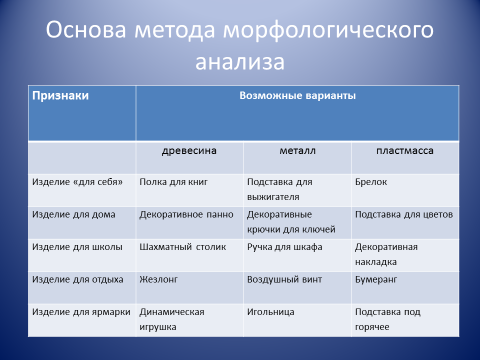 Основа метода морфологического
анализа
Признаки Возможные варианты
древесина металл пластмасса
Изделие «для себя» Полка для книг Подставка для выжигателя Брелок
Изделие для дома Декоративное панно Декоративные крючки для ключей Подставка для цветов
Изделие для школы Шахматный столик Ручка для шкафа Декоративная накладка
Изделие для отдыха Жезлонг Воздушный винт Бумеранг
Изделие для ярмарки Динамическая игрушка Игольница Подставка под горячее